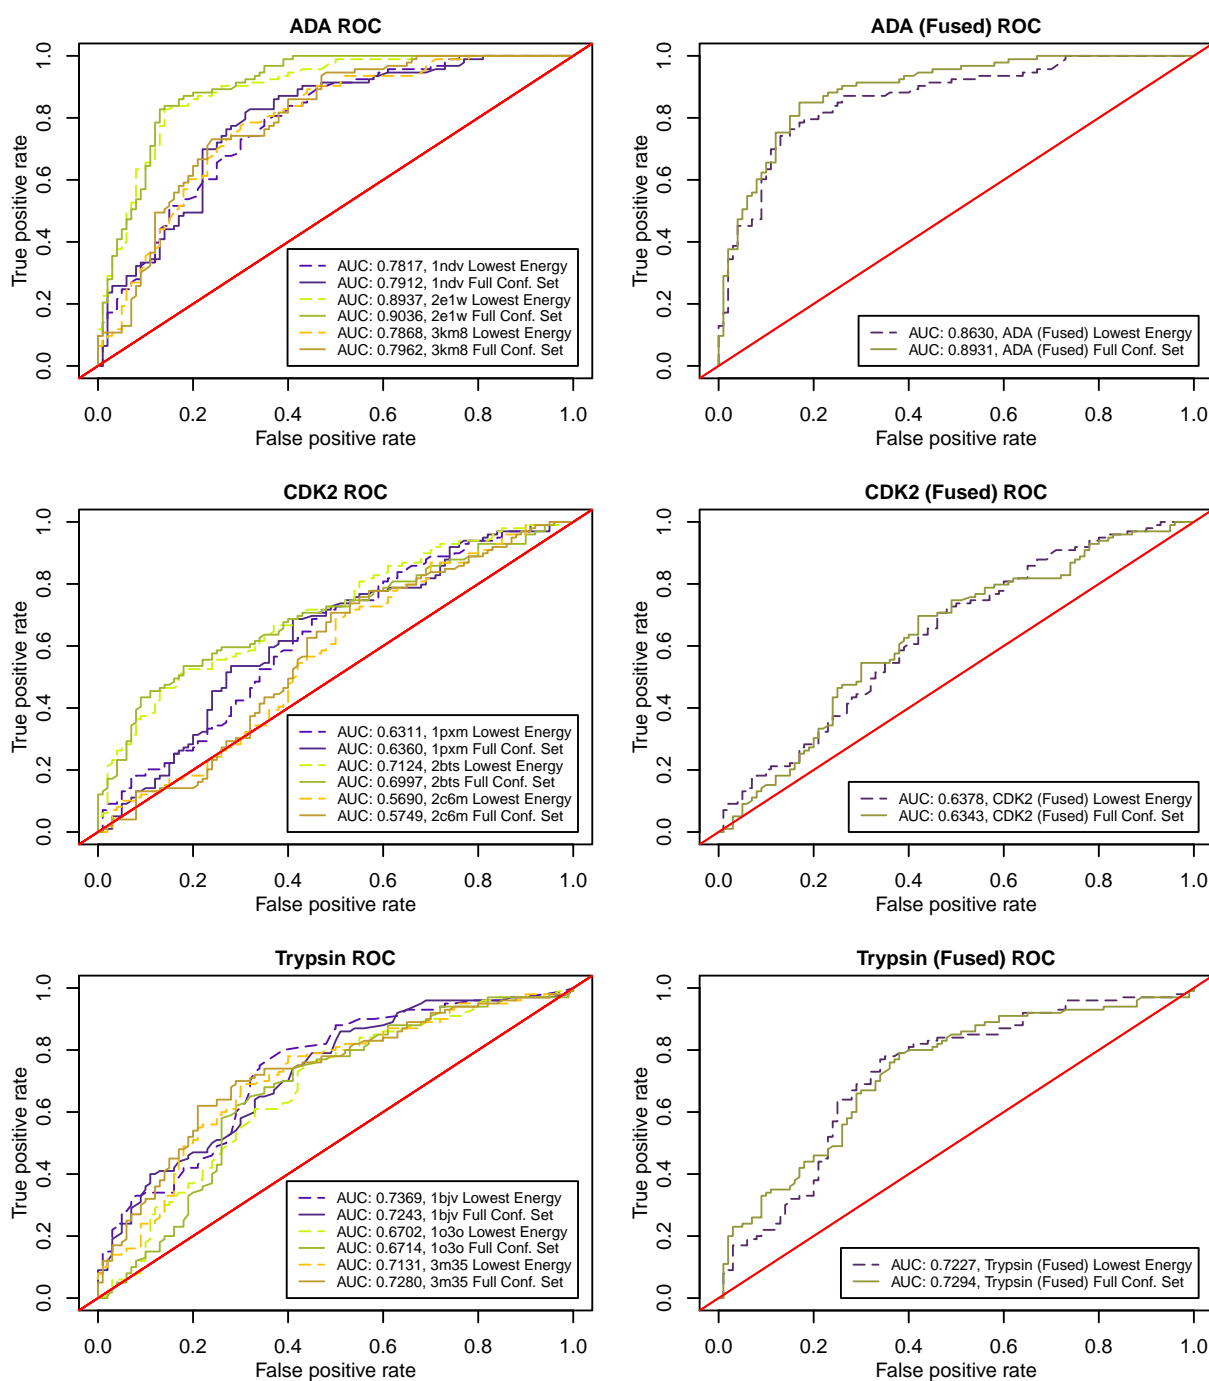 ADA ROC
True positive rate
1.0
0.8
0.6
0.4
0.2
0.0
AUC: 0.7817, 1ndv Lowest Energy
AUC: 0.7912, 1ndv Full Conf. Set
AUC: 0.8937, 2e1w Lowest Energy
AUC: 0.9036, 2e1w Full Conf. Set
AUC: 0.7868, 3km8 Lowest Energy
AUC: 0.7962, 3km8 Full Conf. Set
0.0 0.2 0.4 0.6 0.8 1.0
False positive rate
ADA (Fused) ROC
True positive rate
1.0
0.8
0.6
0.4
0.2
0.0
AUC: 0.8630, ADA (Fused) Lowest Energy
AUC: 0.8931, ADA (Fused) Full Conf. Set
0.0 0.2 0.4 0.6 0.8 1.0
False positive rate
CDK2 ROC
True positive rate
1.0
0.8
0.6
0.4
0.2
0.0
AUC: 0.6311, 1pxm Lowest Energy
AUC: 0.6360, 1pxm Full Conf. Set
AUC: 0.7124, 2bts Lowest Energy
AUC: 0.6997, 2bts Full Conf. Set
AUC: 0.5690, 2c6m Lowest Energy
AUC: 0.5749, 2c6m Full Conf. Set
0.0 0.2 0.4 0.6 0.8 1.0
False positive rate
CDK2 (Fused) ROC
True positive rate
1.0
0.8
0.6
0.4
0.2
0.0
AUC: 0.6378, CDK2 (Fused) Lowest Energy
AUC: 0.6343, CDK2 (Fused) Full Conf. Set
0.0 0.2 0.4 0.6 0.8 1.0
False positive rate
Trypsin ROC
True positive rate
1.0
0.8
0.6
0.4
0.2
0.0
AUC: 0.7369, 1bjv Lowest Energy
AUC: 0.7243, 1bjv Full Conf. Set
AUC: 0.6702, 1o3o Lowest Energy
AUC: 0.6714, 1o3o Full Conf. Set
AUC: 0.7131, 3m35 Lowest Energy
AUC: 0.7280, 3m35 Full Conf. Set
0.0 0.2 0.4 0.6 0.8 1.0
False positive rate
Trypsin (Fused) ROC
True positive rate
1.0
0.8
0.6
0.4
0.2
0.0
AUC: 0.7227, Trypsin (Fused) Lowest Energy
AUC: 0.7294, Trypsin (Fused) Full Conf. Set
0.0 0.2 0.4 0.6 0.8 1.0
False positive rate